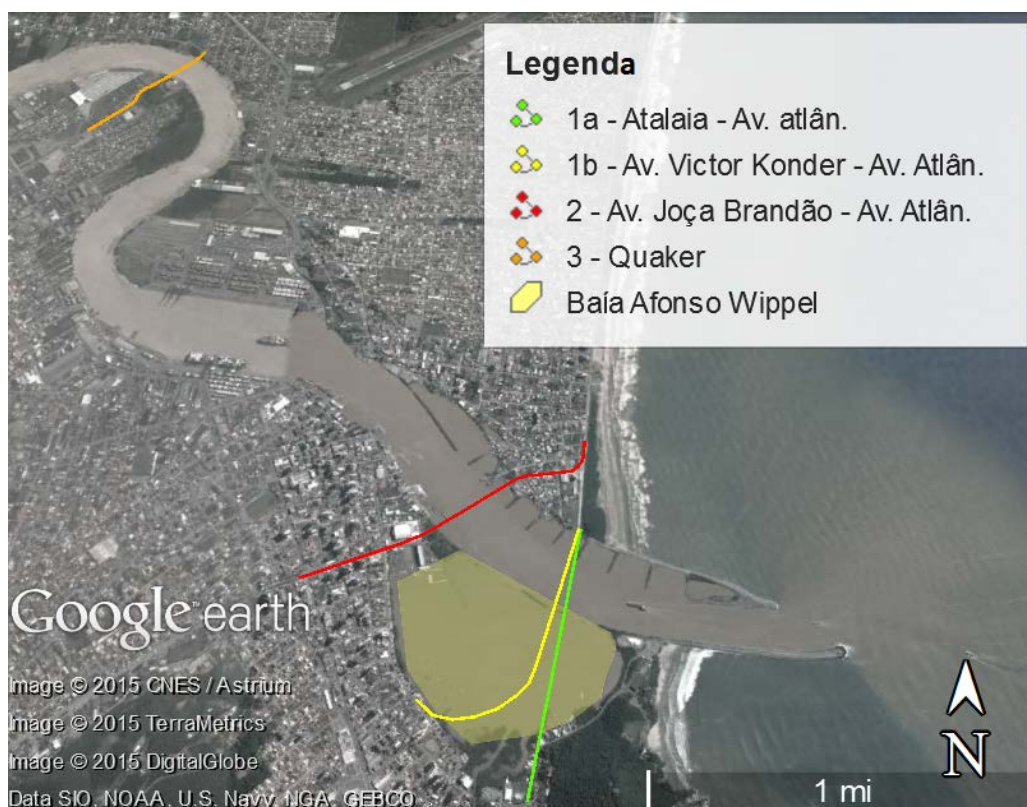 Legenda
1a - Atalaia - Av. atlân.
1b - Av. Victor Konder - Av. Atlân.
2 - Av. Joça Brandão - Av. Atlân.
3 - Quaker
Baía Afonso Wippel
Google earth
Image © 2015 CNES / Astrium
Image © 2015 TerraMetrics
Image © 2015 DigitalGlobe
Data SIO, NOAA, U.S. Navy, NGA, GEBCO
1 mi
N